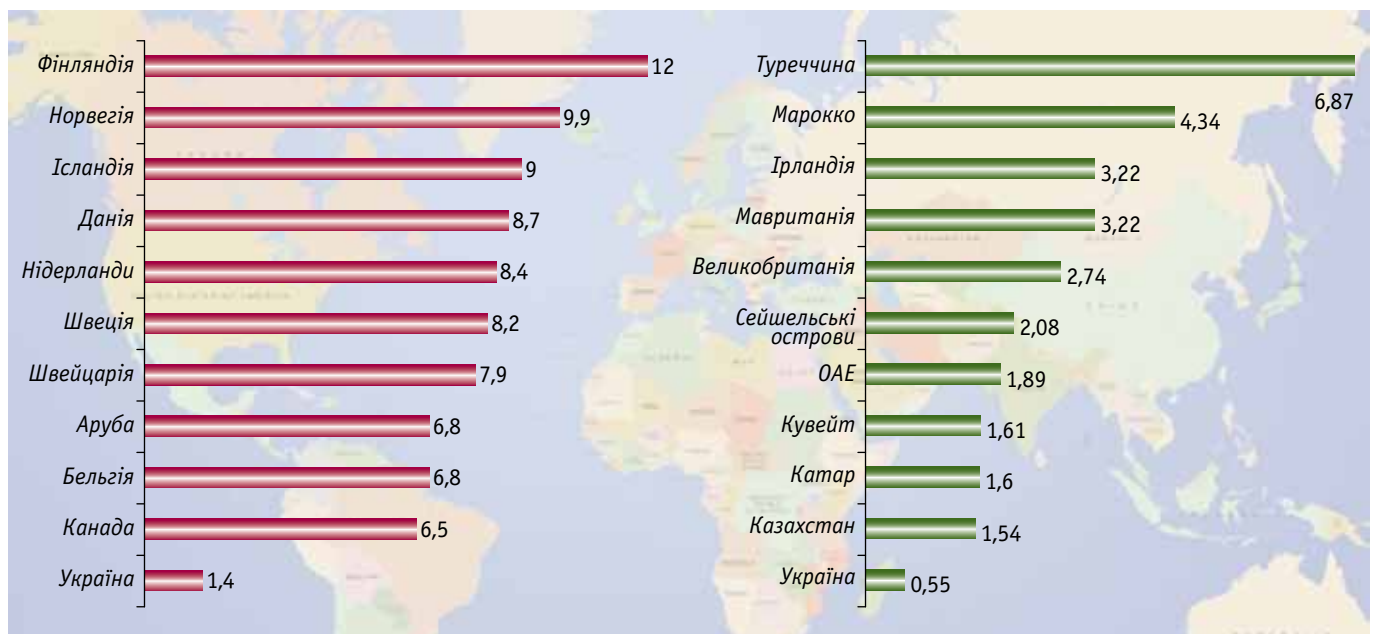 Фінляндія 12
Норвегія 9,9
Ісландія 9
Данія 8,7
Нідерланди 8,4
Швеція 8,2
Швейцарія 7,9
Аруба 6,8
Бельгія 6,8
Канада 6,5
Україна 1,4
Туреччина 6,87
Марокко 4,34
Ірландія 3,22
Мавританія 3,22
Великобританія 2,74
Сейшельські
острови 2,08
ОАЕ 1,89
Кувейт 1,61
Катар 1,6
Казахстан 1,54
Україна 0,55